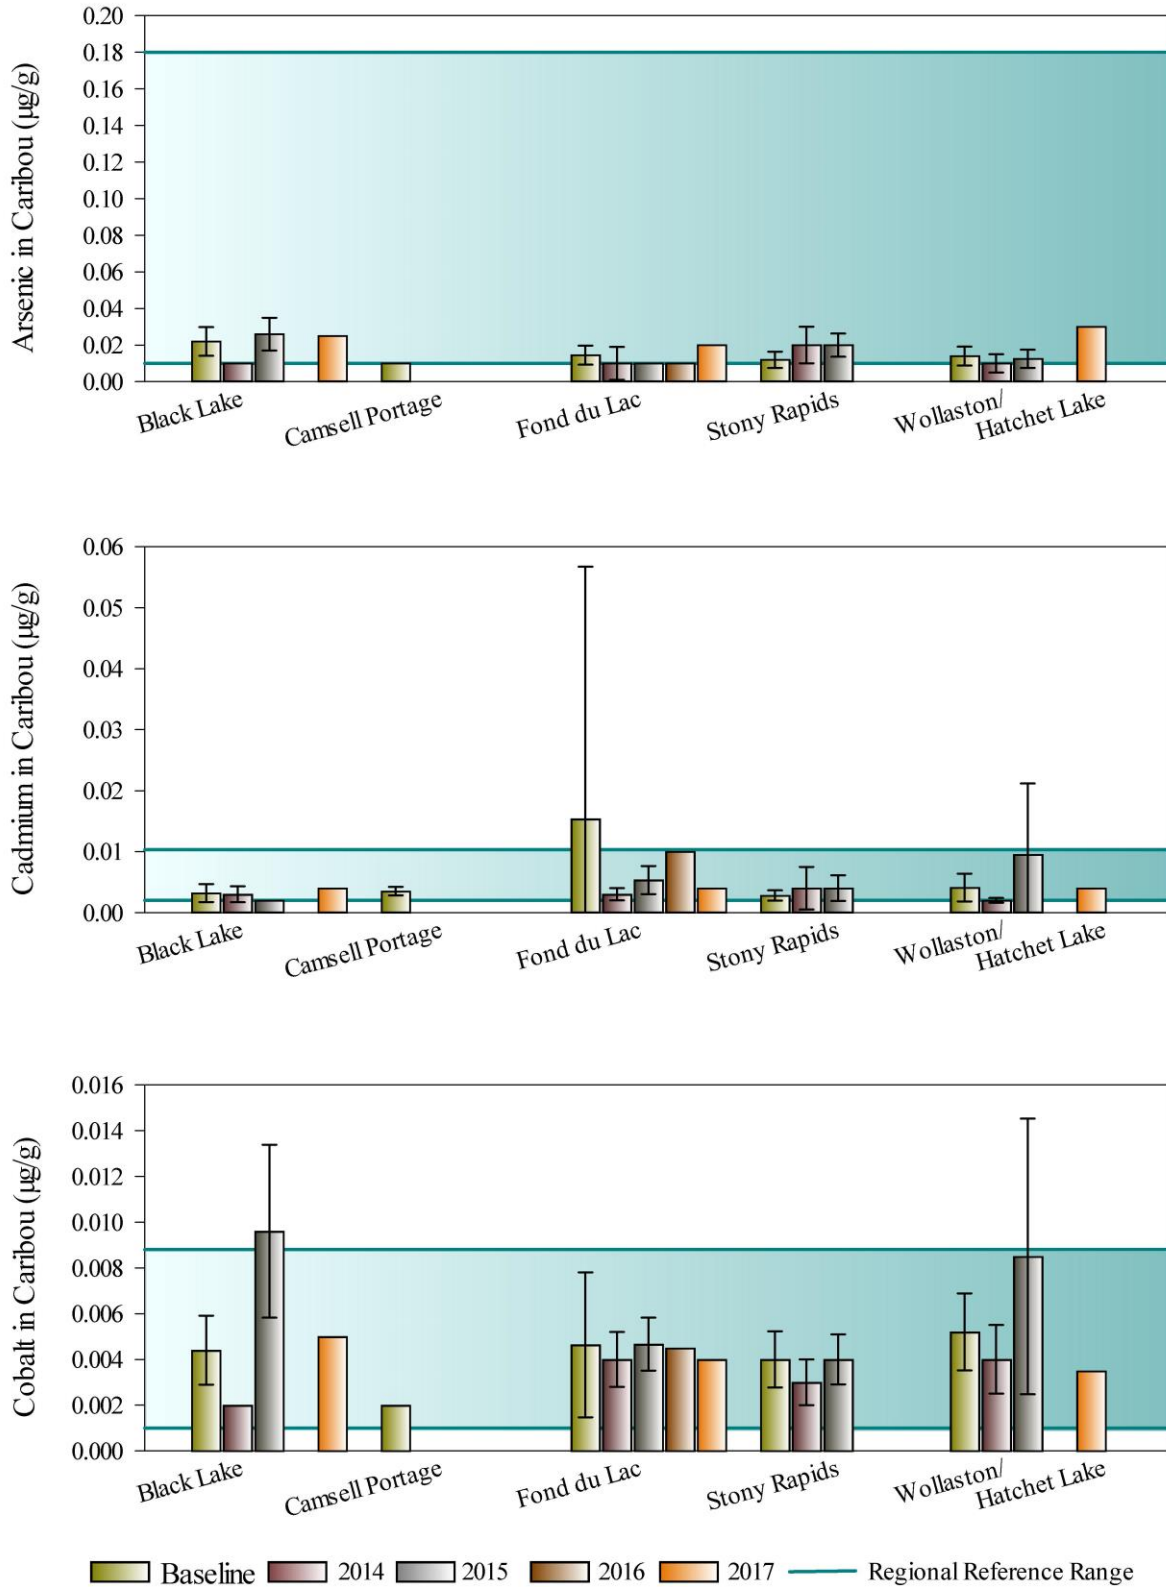 Arsenic in Caribou (µg/g)
0.20
0.18
0.16
0.14
0.12
0.10
0.08
0.06
0.04
0.02
0.00
Black Lake
Camsell Portage
Fond du Lac
Stony Rapids
Wollaston/
Hatchet Lake
Cadmium in Caribou (µg/g)
0.06
0.05
0.04
0.03
0.02
0.01
0.00
Black Lake
Camsell Portage
Fond du Lac
Stony Rapids
Wollaston/
Hatchet Lake
Cobalt in Caribou (µg/g)
0.016
0.014
0.012
0.010
0.008
0.006
0.004
0.002
0.000
Black Lake
Camsell Portage
Fond du Lac
Stony Rapids
Wollaston/
Hatchet Lake
Baseline 2014 2015 2016 2017 Regional Reference Range